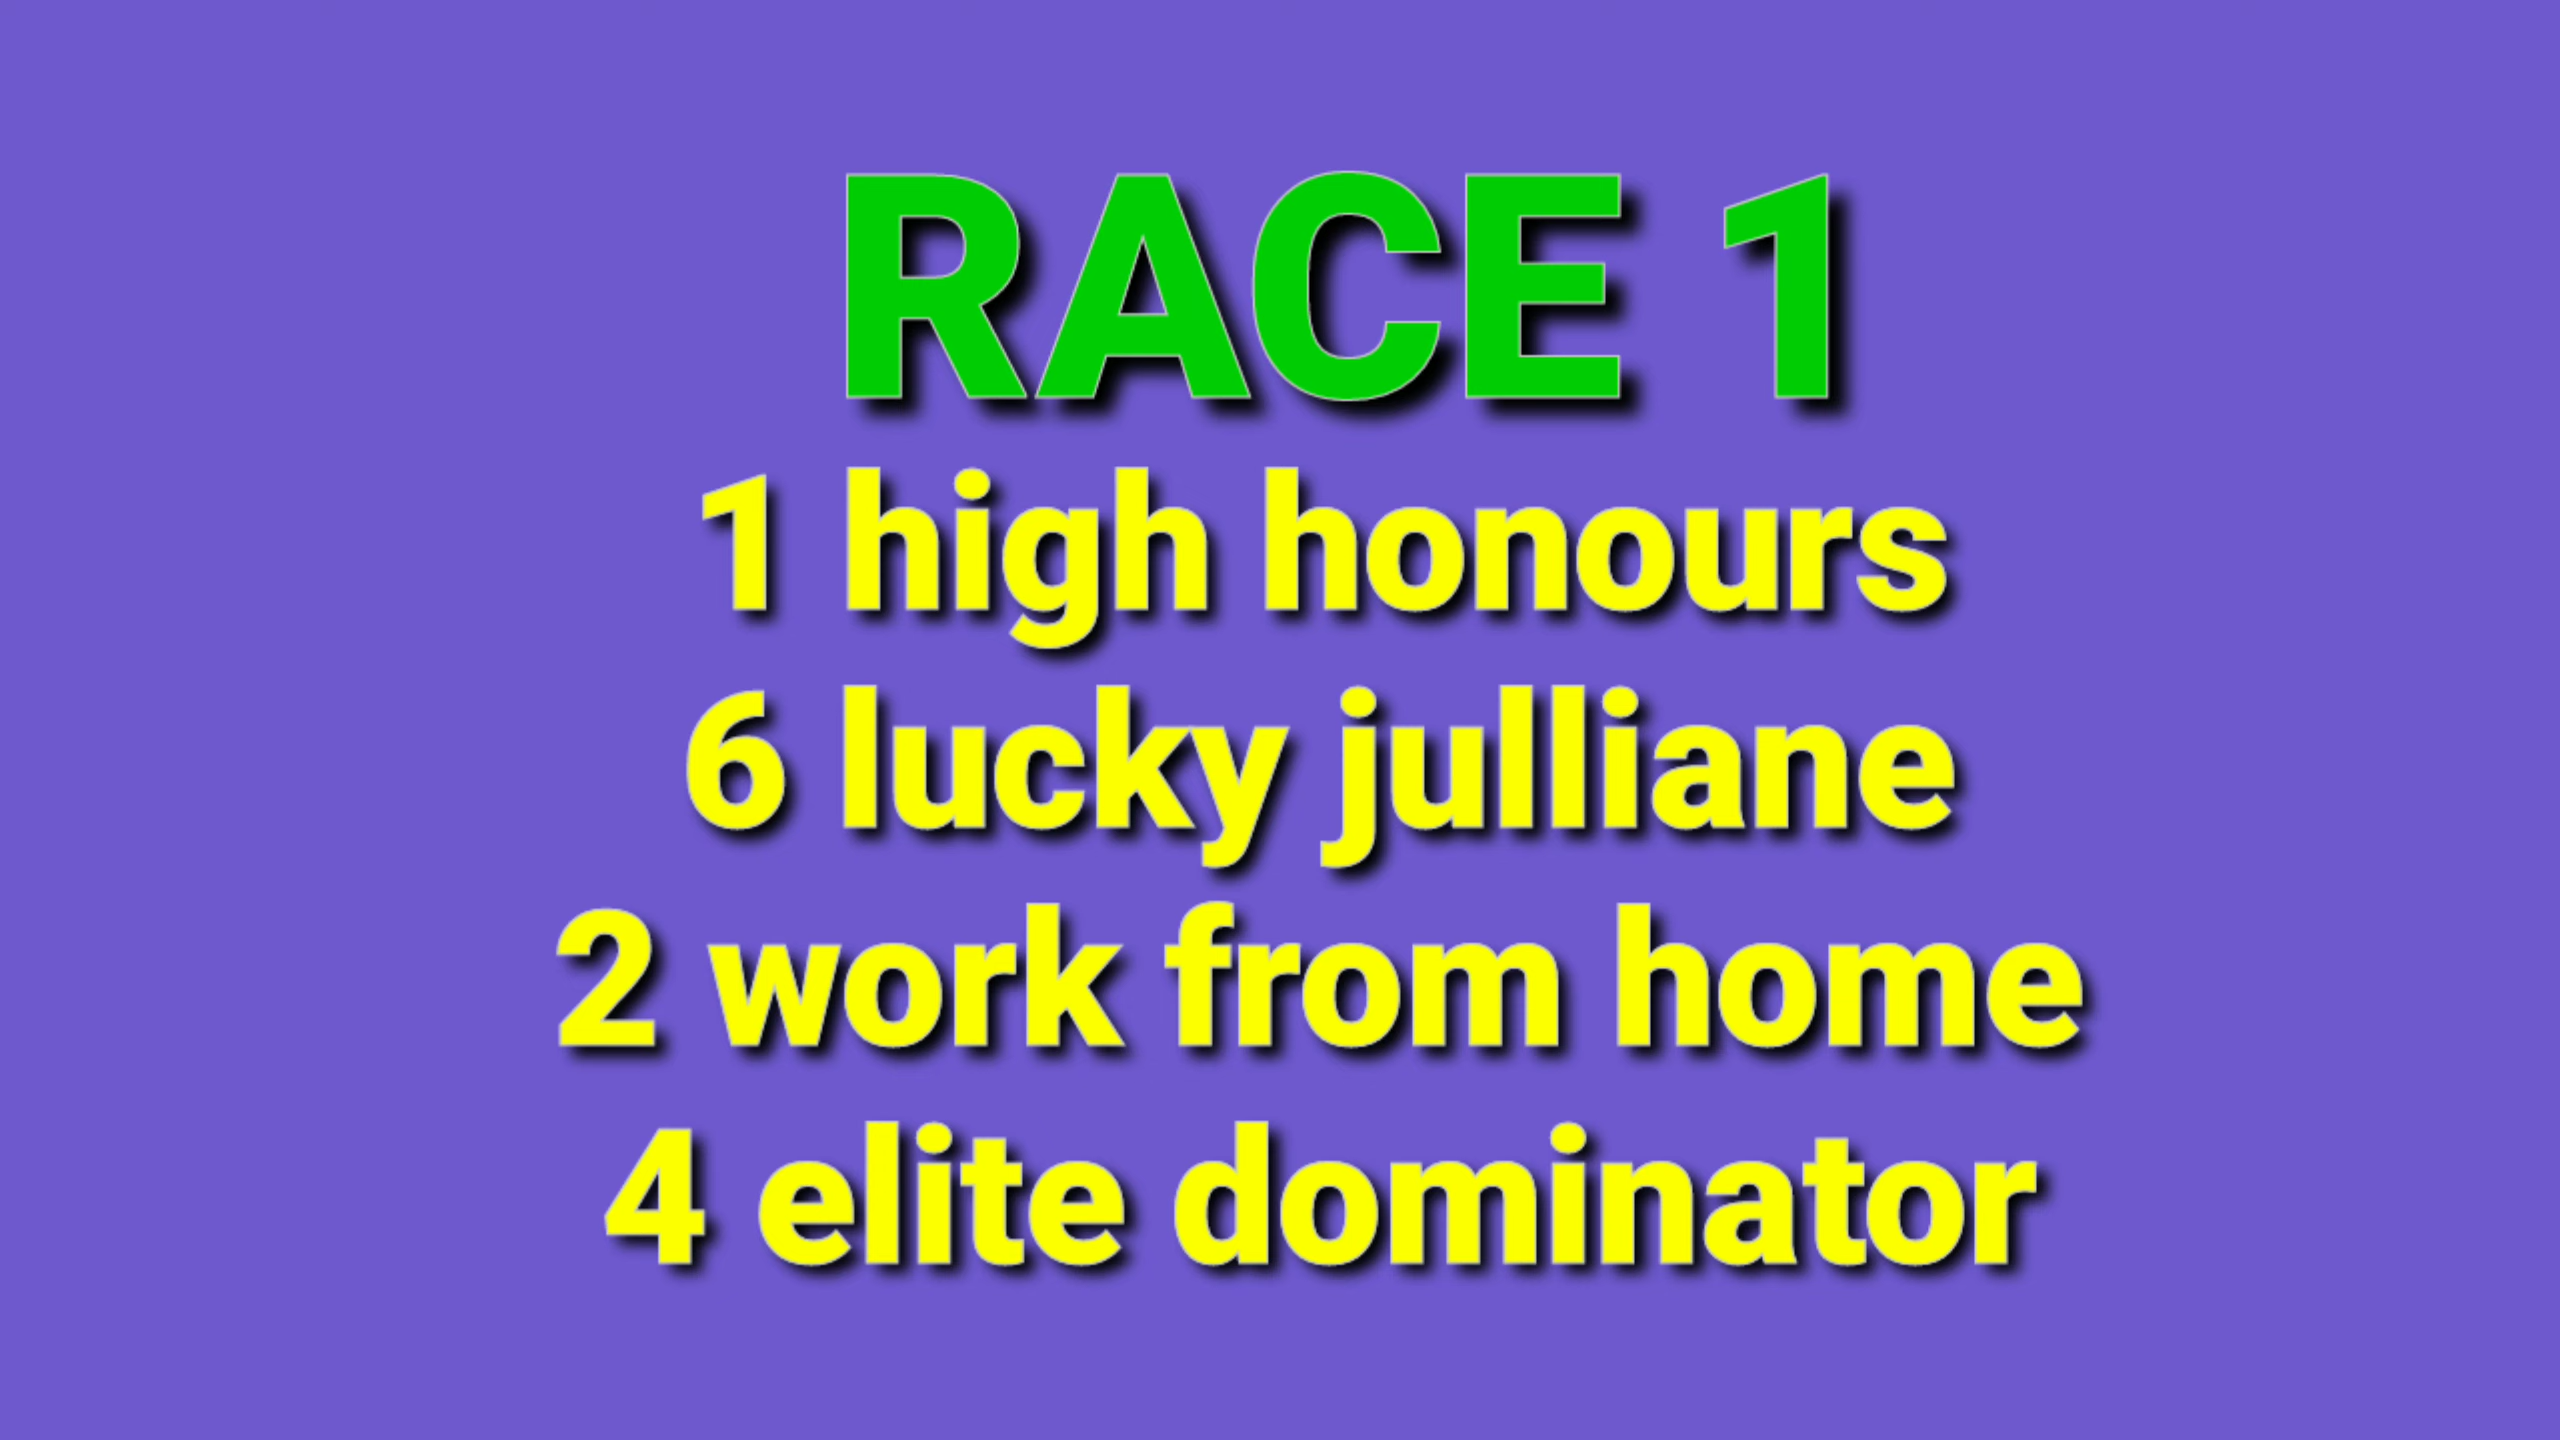 RACE 1
1 high honours
6 lucky julliane
2 work from home
4 elite dominator